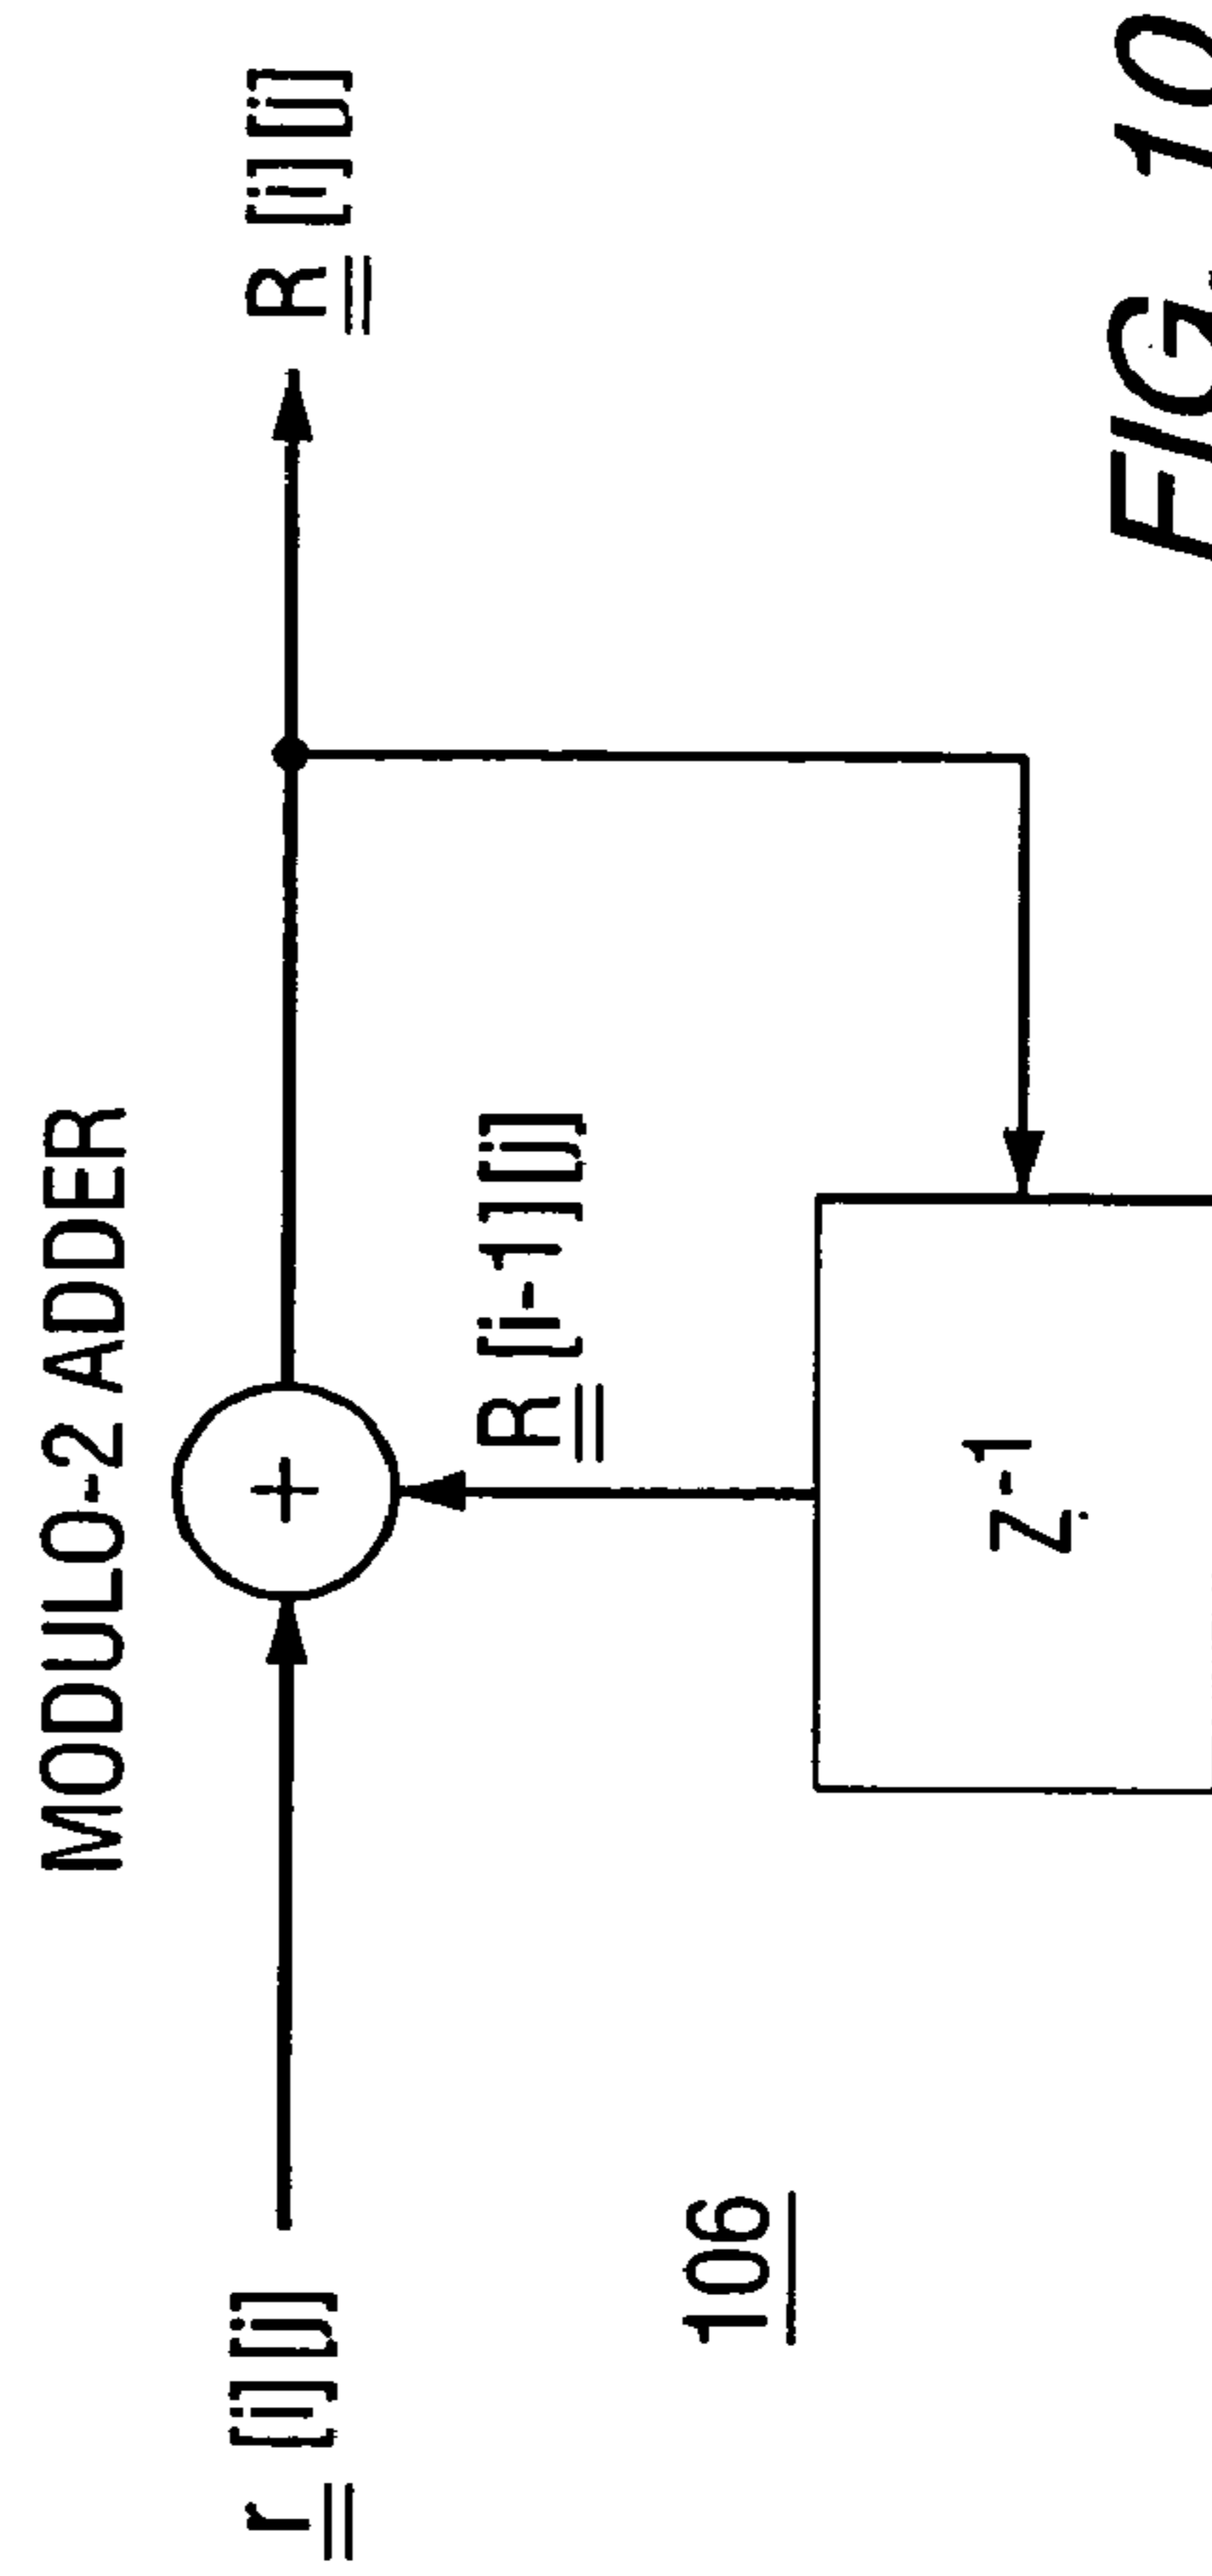 MODULO-2 ADDER
r [i] [j]
R [i] [j]
R [i-1] [j]
106
Z-1
FIG. 10